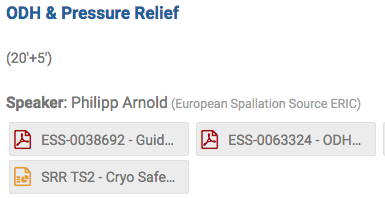 ODH & Pressure Relief
(20'+5')
Speaker: Philipp Arnold (European Spallation Source ERIC)
ESS-0038692 - Guid... ESS-0063324 - ODH...
SRR TS2 - Cryo Safe...